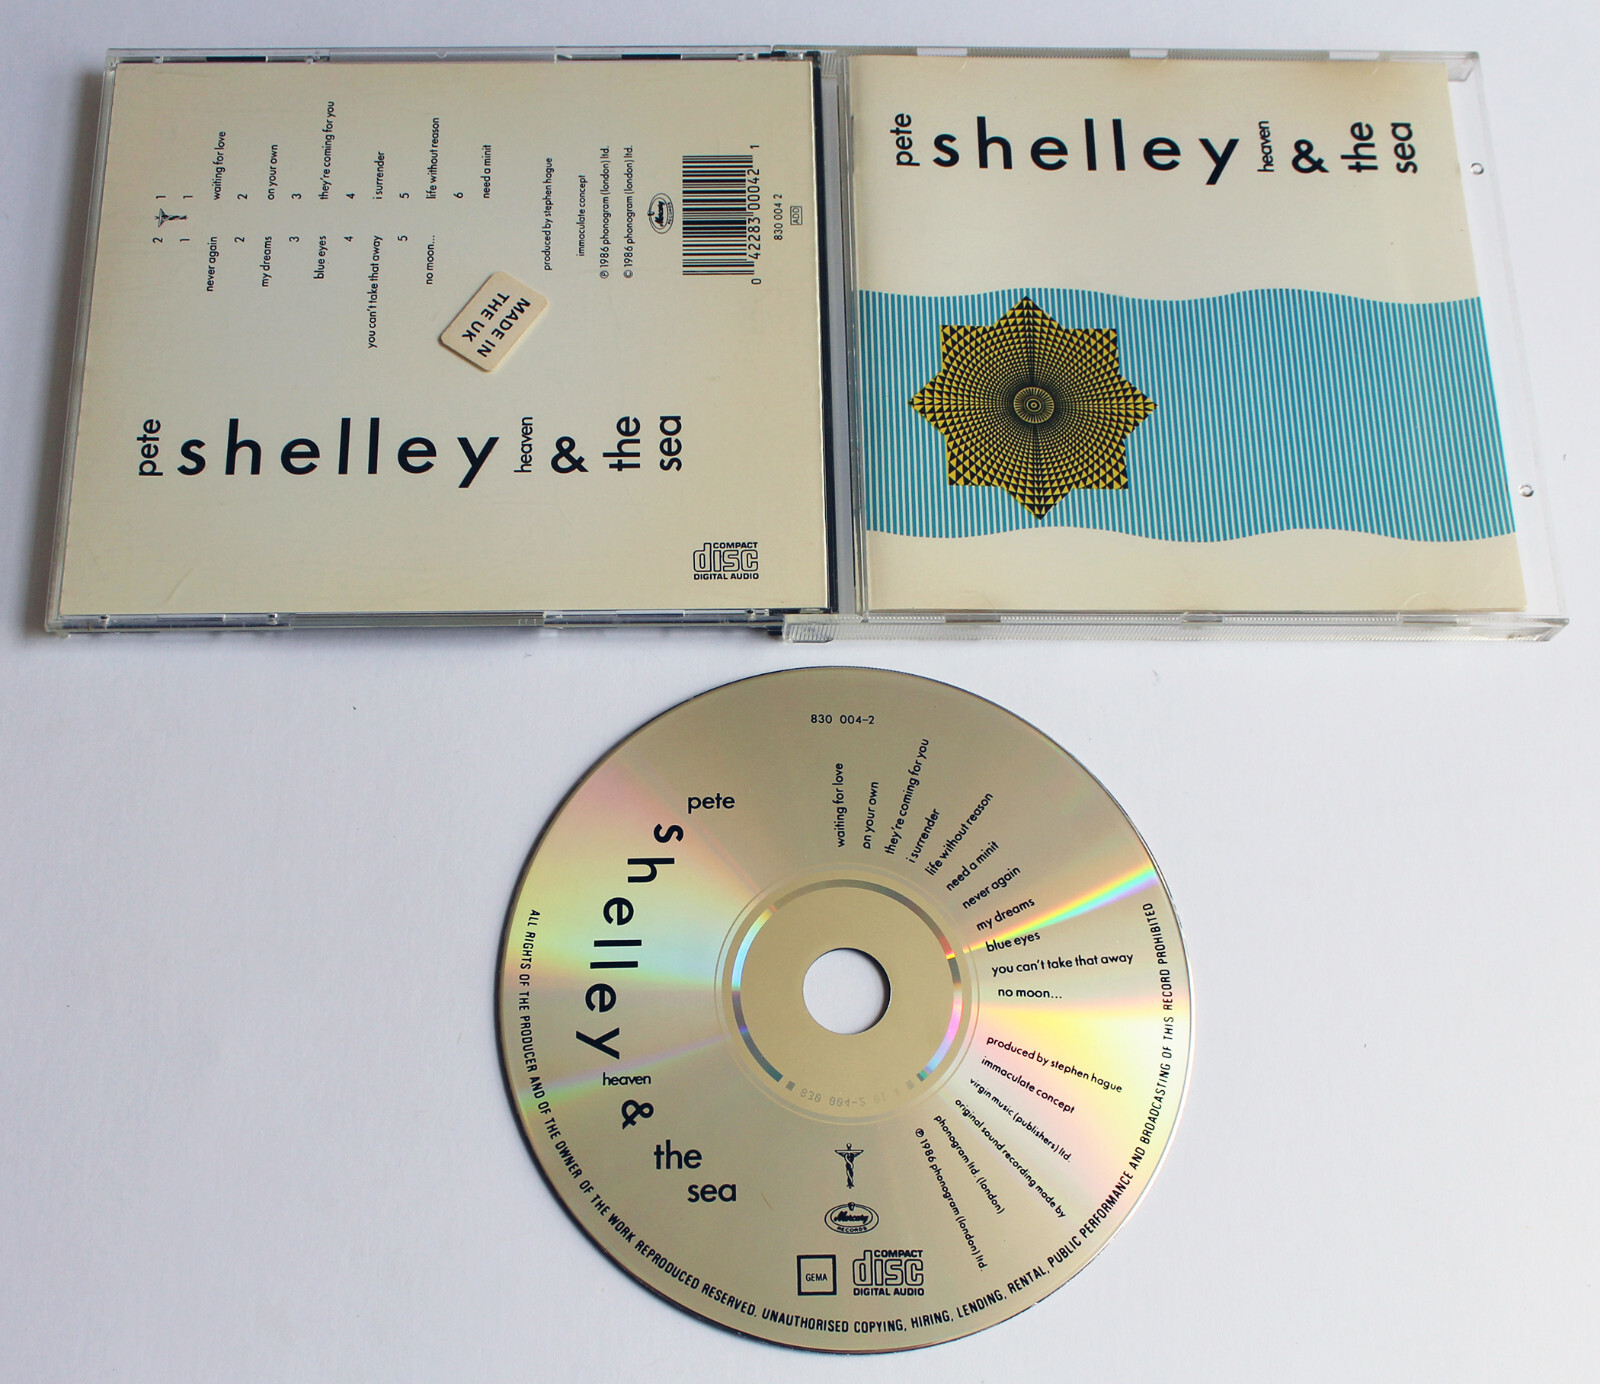 2
1
1
waiting for love
2
on your own
3
they're coming for you
4
i surrender
5
life without reason
6
need a minit
1
never again
2
my dreams
3
blue eyes
4
you can't take that away
5
no moon...
produced by stephen hague
immaculate concept
℗ 1986 phonogram (london) ltd.
© 1986 phonogram (london) ltd.
Mercury
RECORDS
0 42283 00042 1
830 004 2
ADD
MADE IN
THE UK
pete shelley heaven & the sea
COMPACT
disc
DIGITAL AUDIO
pete shelley heaven & the sea
830 004-2
pete
shelley
heaven
&
the
sea
waiting for love
on your own
they're coming for you
i surrender
life without reason
need a minit
never again
my dreams
blue eyes
you can't take that away
no moon...
produced by stephen hague
immaculate concept
virgin music (publishers) ltd.
original sound recording made by
phonogram ltd. (london)
℗ 1986 phonogram (london) ltd.
Mercury
RECORDS
GEMA
COMPACT
disc
DIGITAL AUDIO
ALL RIGHTS OF THE PRODUCER AND OF THE OWNER OF THE WORK REPRODUCED RESERVED. UNAUTHORISED COPYING, HIRING, LENDING, RENTAL, PUBLIC PERFORMANCE AND BROADCASTING OF THIS RECORD PROHIBITED